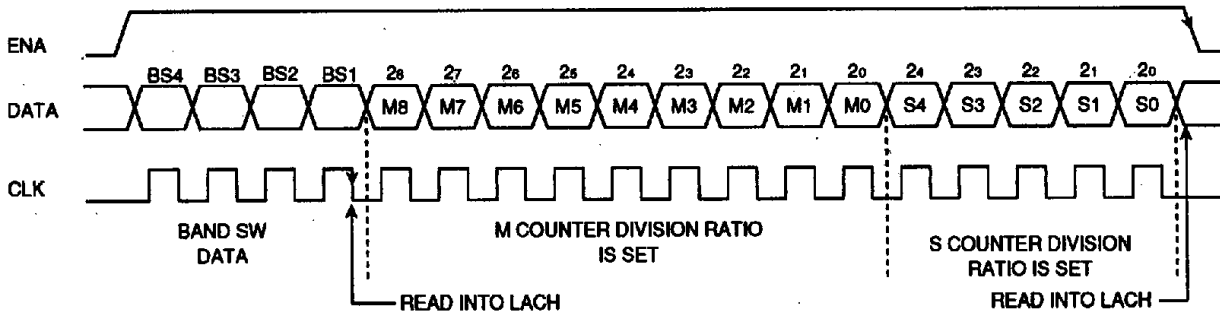 ENA
BS4 BS3 BS2 BS1 28 27 26 25 24 23 22 21 20 24 23 22 21 20
DATA M8 M7 M6 M5 M4 M3 M2 M1 M0 S4 S3 S2 S1 S0
CLK
BAND SW
DATA
M COUNTER DIVISION RATIO
IS SET
S COUNTER DIVISION
RATIO IS SET
READ INTO LACH
READ INTO LACH